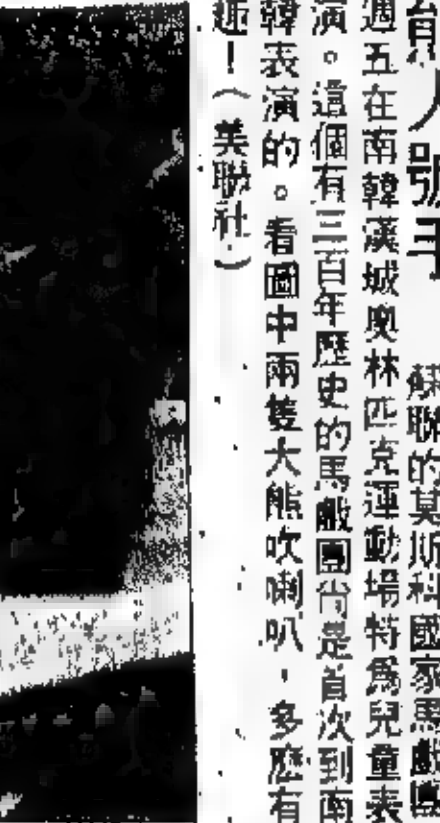 人號手 蘇聯的莫斯科國家馬戲團
週五在南韓漢城奧林匹克運動場特為兒童表
演。這個有三百年歷史的馬戲團尚是首次到南
韓表演的。看圖中兩隻大熊吹喇叭,多麼有
趣!(美聯社)